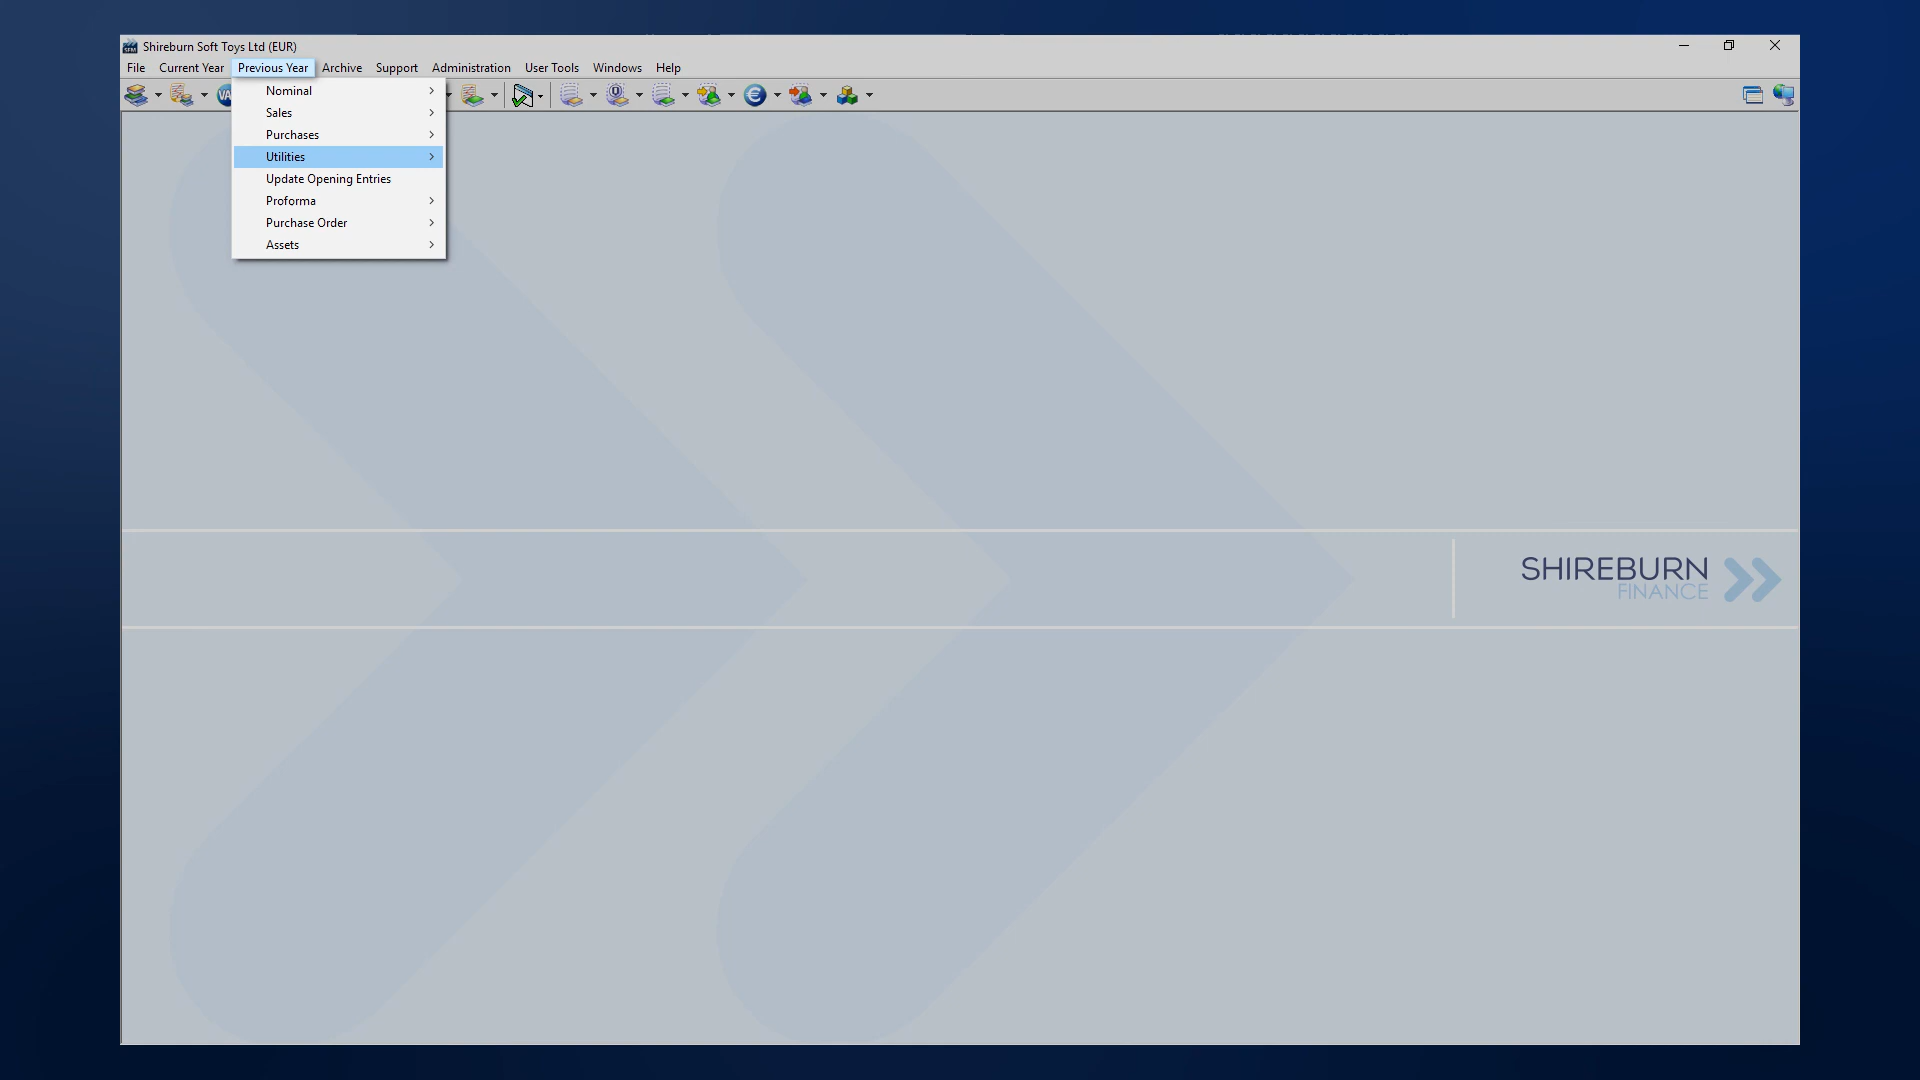 Shireburn Soft Toys Ltd (EUR)
File Current Year Previous Year Archive Support Administration User Tools Windows Help
Nominal
Sales
Purchases
Utilities
Update Opening Entries
Proforma
Purchase Order
Assets
SHIREBURN
FINANCE